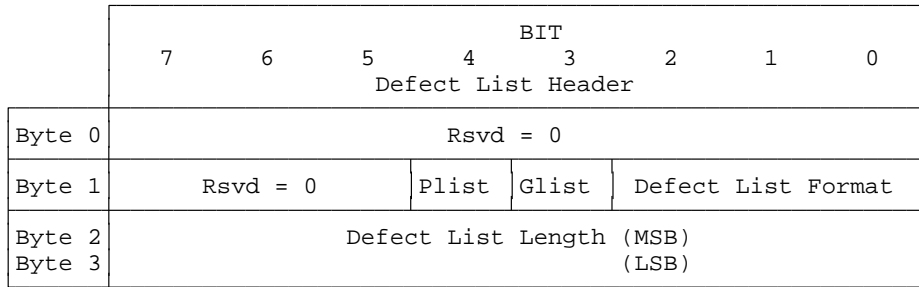 BIT
7 6 5 4 3 2 1 0
Defect List Header
Byte 0 Rsvd = 0
Byte 1 Rsvd = 0 Plist Glist Defect List Format
Byte 2 Defect List Length (MSB)
Byte 3 (LSB)